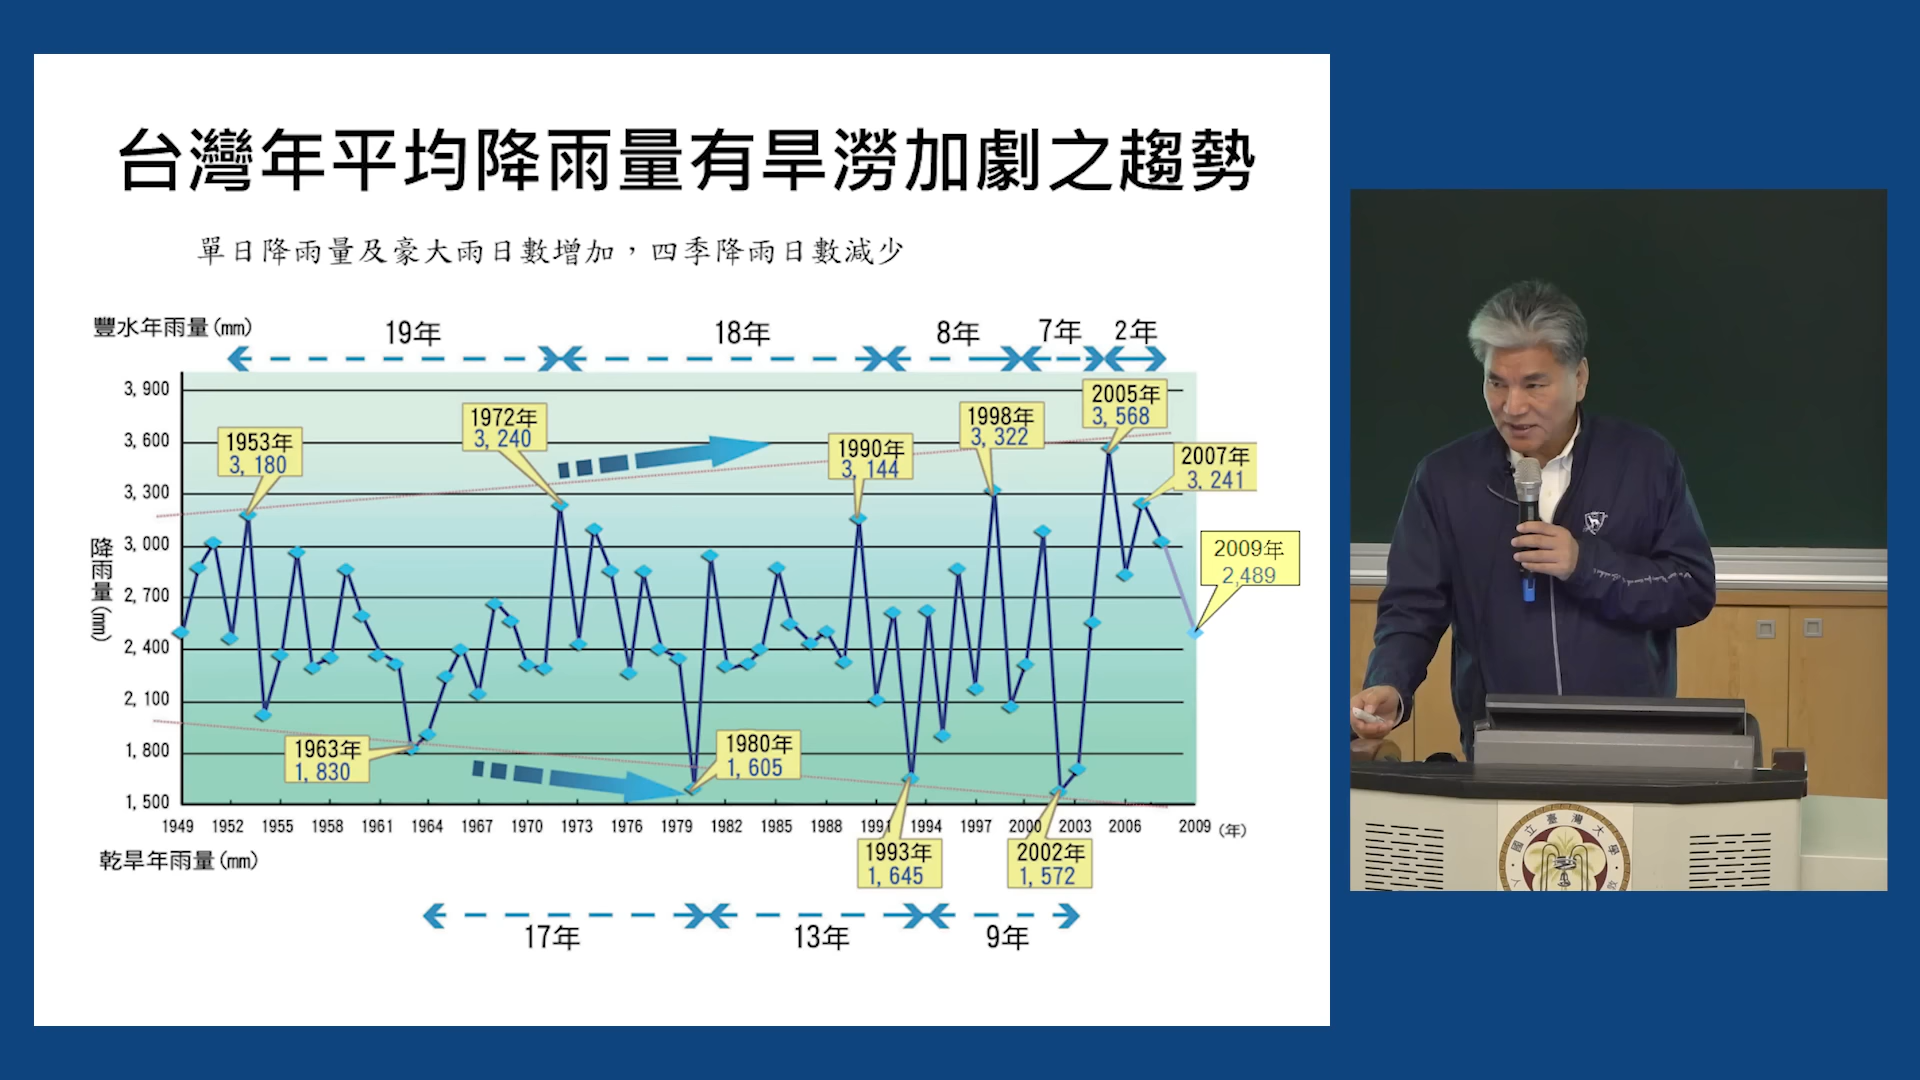 台灣年平均降雨量有旱澇加劇之趨勢
單日降雨量及豪大雨日數增加，四季降雨日數減少
豐水年雨量(mm)
19年
18年
8年
7年
2年
3,900
3,600
3,300
3,000
2,700
2,400
2,100
1,800
1,500
降雨量(mm)
1953年
3,180
1972年
3,240
1990年
3,144
1998年
3,322
2005年
3,568
2007年
3,241
2009年
2,489
1963年
1,830
1980年
1,605
1949 1952 1955 1958 1961 1964 1967 1970 1973 1976 1979 1982 1985 1988 1991 1994 1997 2000 2003 2006 2009 (年)
1993年
1,645
2002年
1,572
乾旱年雨量(mm)
17年
13年
9年
國立臺灣大學